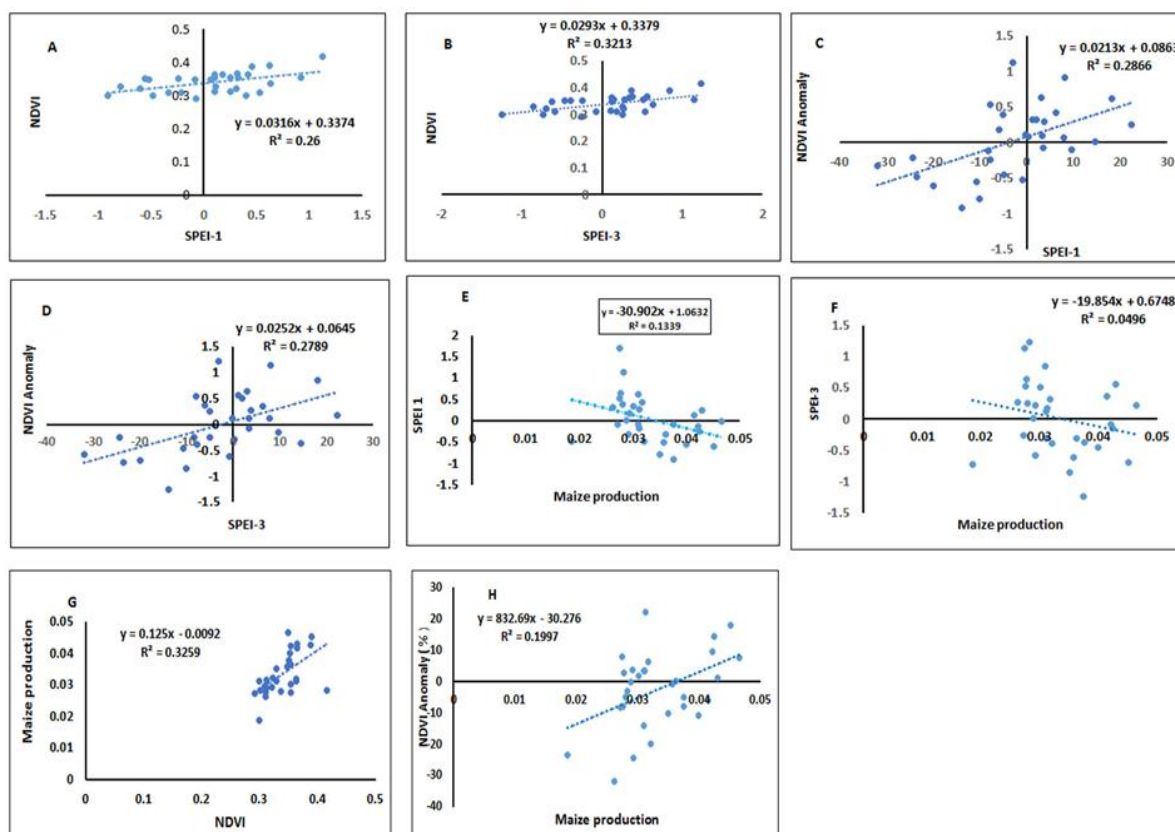 A
NDVI
0.5
0.4
0.3
0.2
0.1
0
-1.5
-1
-0.5
0
0.5
1
1.5
y = 0.0316x + 0.3374
R² = 0.26
SPEI-1
B
y = 0.0293x + 0.3379
R² = 0.3213
NDVI
0.5
0.4
0.3
0.2
0.1
0
-2
-1
0
1
2
SPEI-3
C
y = 0.0213x + 0.0863
R² = 0.2866
NDVI Anomaly
1.5
1
0.5
0
-0.5
-1
-1.5
-40
-30
-20
-10
0
10
20
30
SPEI-1
D
y = 0.0252x + 0.0645
R² = 0.2789
NDVI Anomaly
1.5
1
0.5
0
-0.5
-1
-1.5
-40
-30
-20
-10
0
10
20
30
SPEI-3
E
y = -30.902x + 1.0632
R² = 0.1339
SPEI 1
2
1.5
1
0.5
0
-0.5
-1
-1.5
0
0.01
0.02
0.03
0.04
0.05
Maize production
F
y = -19.854x + 0.6748
R² = 0.0496
SPEI-3
1.5
1
0.5
0
-0.5
-1
-1.5
0
0.01
0.02
0.03
0.04
0.05
Maize production
G
y = 0.125x - 0.0092
R² = 0.3259
Maize production
0.05
0.04
0.03
0.02
0.01
0
0
0.1
0.2
0.3
0.4
0.5
NDVI
H
y = 832.69x - 30.276
R² = 0.1997
NDVI Anomaly (%)
30
20
10
0
-10
-20
-30
-40
0
0.01
0.02
0.03
0.04
0.05
Maize production